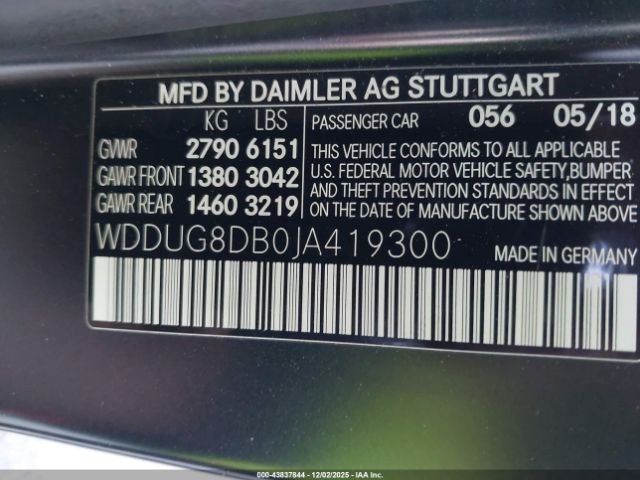 MFD BY DAIMLER AG STUTTGART
KG LBS
GVWR 2790 6151
GAWR FRONT 1380 3042
GAWR REAR 1460 3219
PASSENGER CAR 056 05/18
THIS VEHICLE CONFORMS TO ALL APPLICABLE
U.S. FEDERAL MOTOR VEHICLE SAFETY,BUMPER
AND THEFT PREVENTION STANDARDS IN EFFECT
ON THE DATE OF MANUFACTURE SHOWN ABOVE
WDDUG8DB0JA419300
MADE IN GERMANY
000-43837844 - 12/02/2025 - IAAI.com